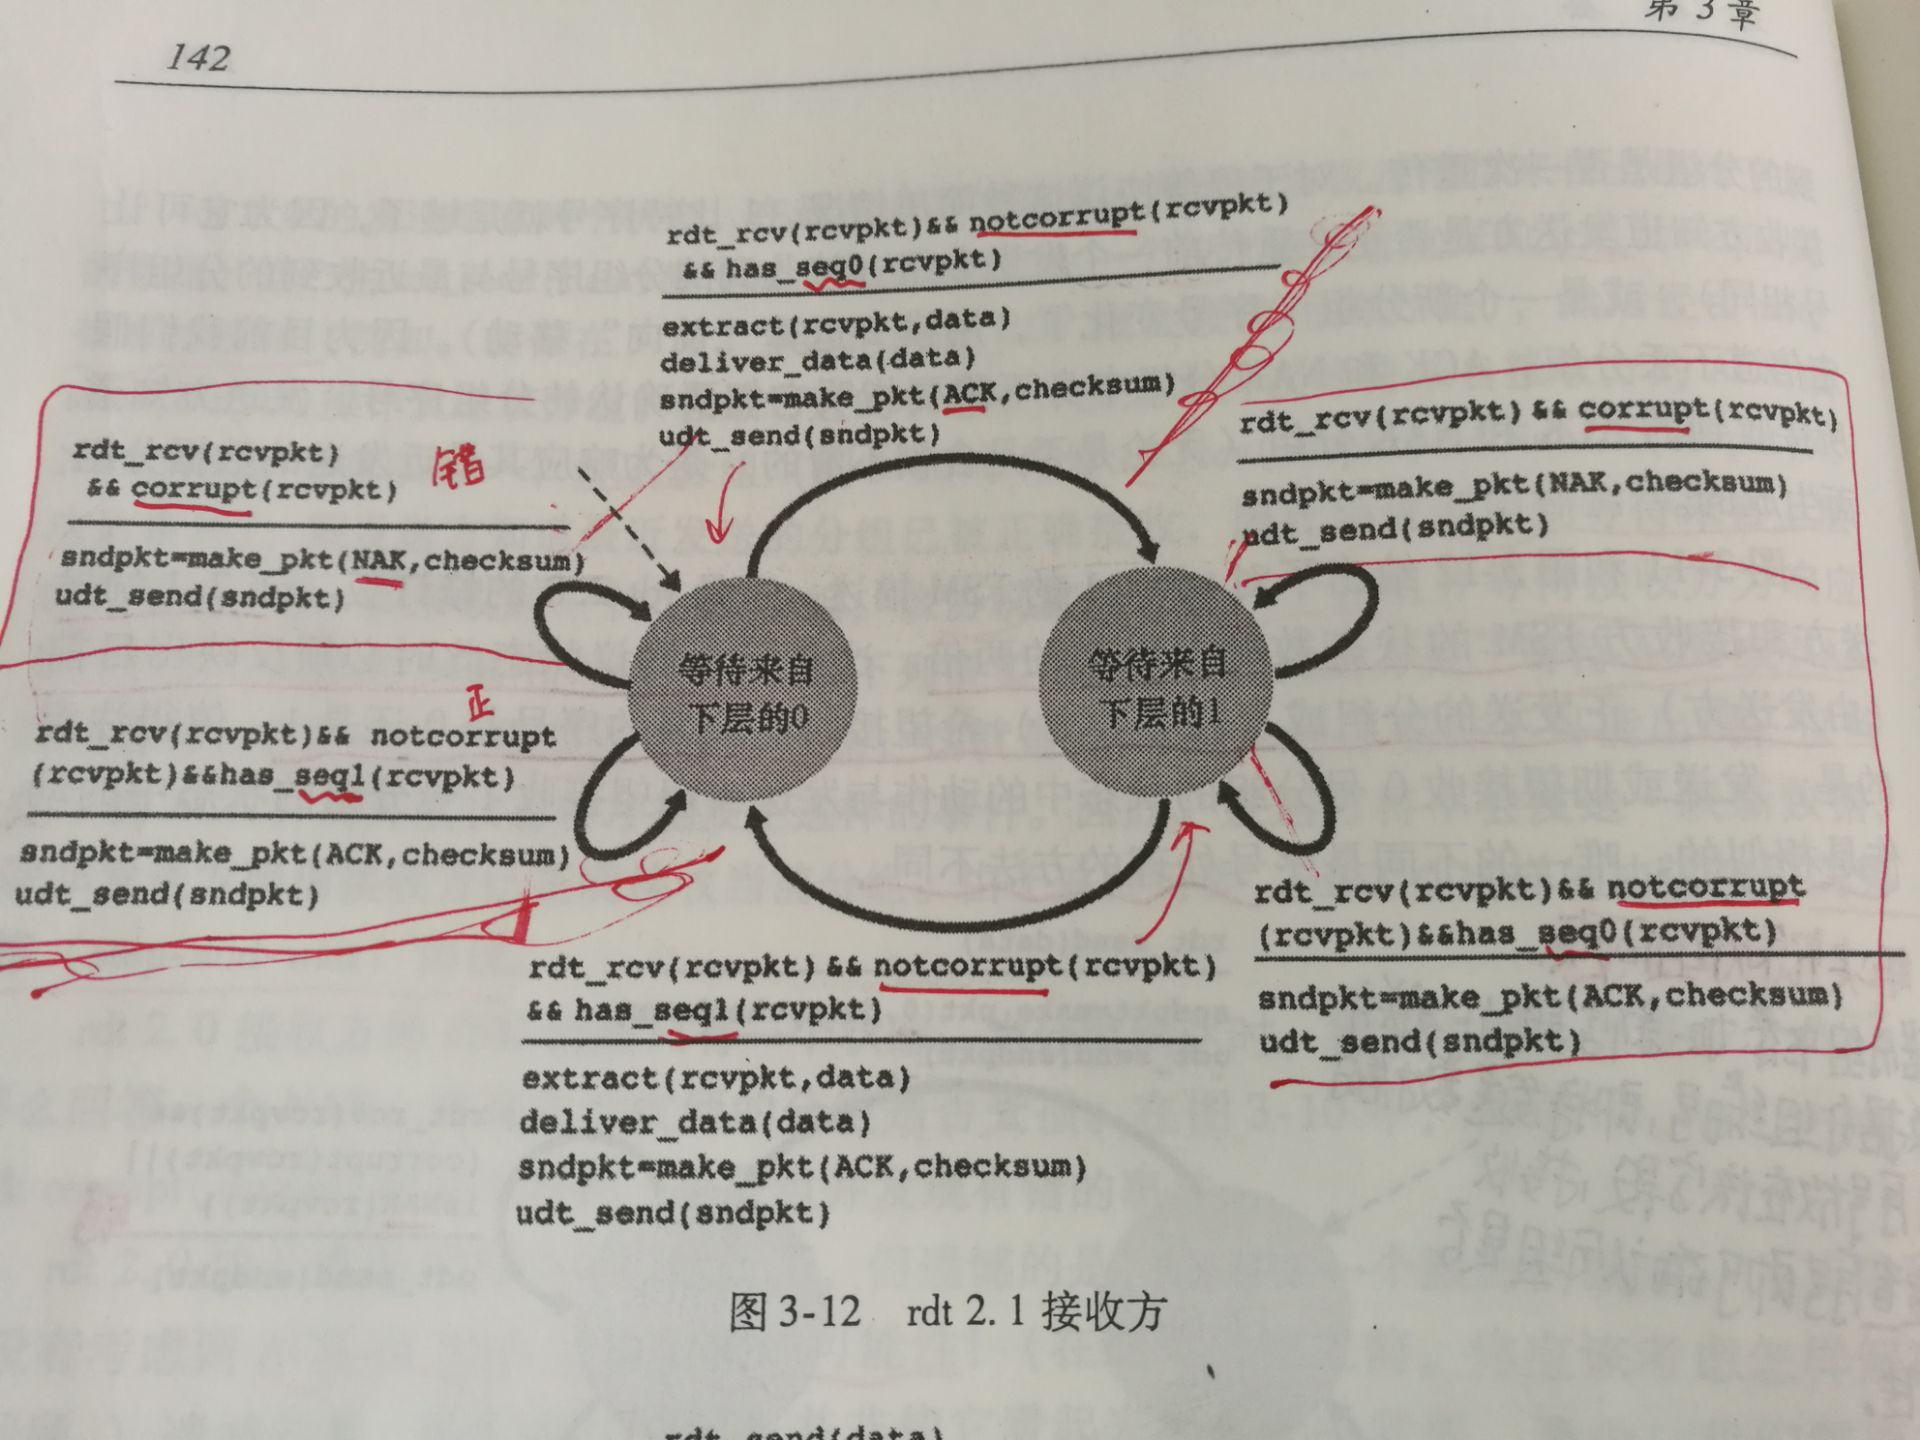 142
第 3 章
rdt_rcv(rcvpkt)&& notcorrupt(rcvpkt)
&& has_seq0(rcvpkt)
extract(rcvpkt,data)
deliver_data(data)
sndpkt=make_pkt(ACK,checksum)
udt_send(sndpkt)
rdt_rcv(rcvpkt)
&& corrupt(rcvpkt)
错
sndpkt=make_pkt(NAK,checksum)
udt_send(sndpkt)
rdt_rcv(rcvpkt) && corrupt(rcvpkt)
sndpkt=make_pkt(NAK,checksum)
udt_send(sndpkt)
等待来自
下层的0
等待来自
下层的1
正
rdt_rcv(rcvpkt)&& notcorrupt
(rcvpkt)&&has_seq1(rcvpkt)
sndpkt=make_pkt(ACK,checksum)
udt_send(sndpkt)
rdt_rcv(rcvpkt)&& notcorrupt
(rcvpkt)&&has_seq0(rcvpkt)
sndpkt=make_pkt(ACK,checksum)
udt_send(sndpkt)
rdt_rcv(rcvpkt) && notcorrupt(rcvpkt)
&& has_seq1(rcvpkt)
extract(rcvpkt,data)
deliver_data(data)
sndpkt=make_pkt(ACK,checksum)
udt_send(sndpkt)
图 3-12 rdt 2.1 接收方
rdt_send(data)